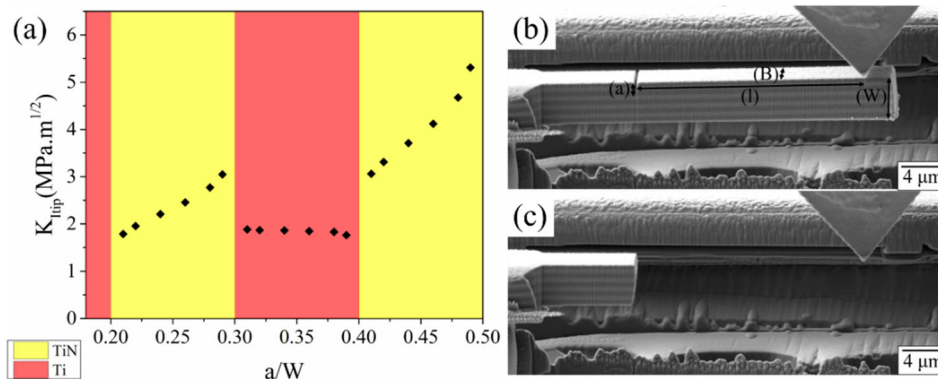 (a)
6
5
4
3
2
1
0
K_Itip(MPa.m^1/2)
0.20 0.25 0.30 0.35 0.40 0.45 0.50
a/W
TiN
Ti
(b)
(B)
(a)
(l)
(W)
4 μm
(c)
4 μm